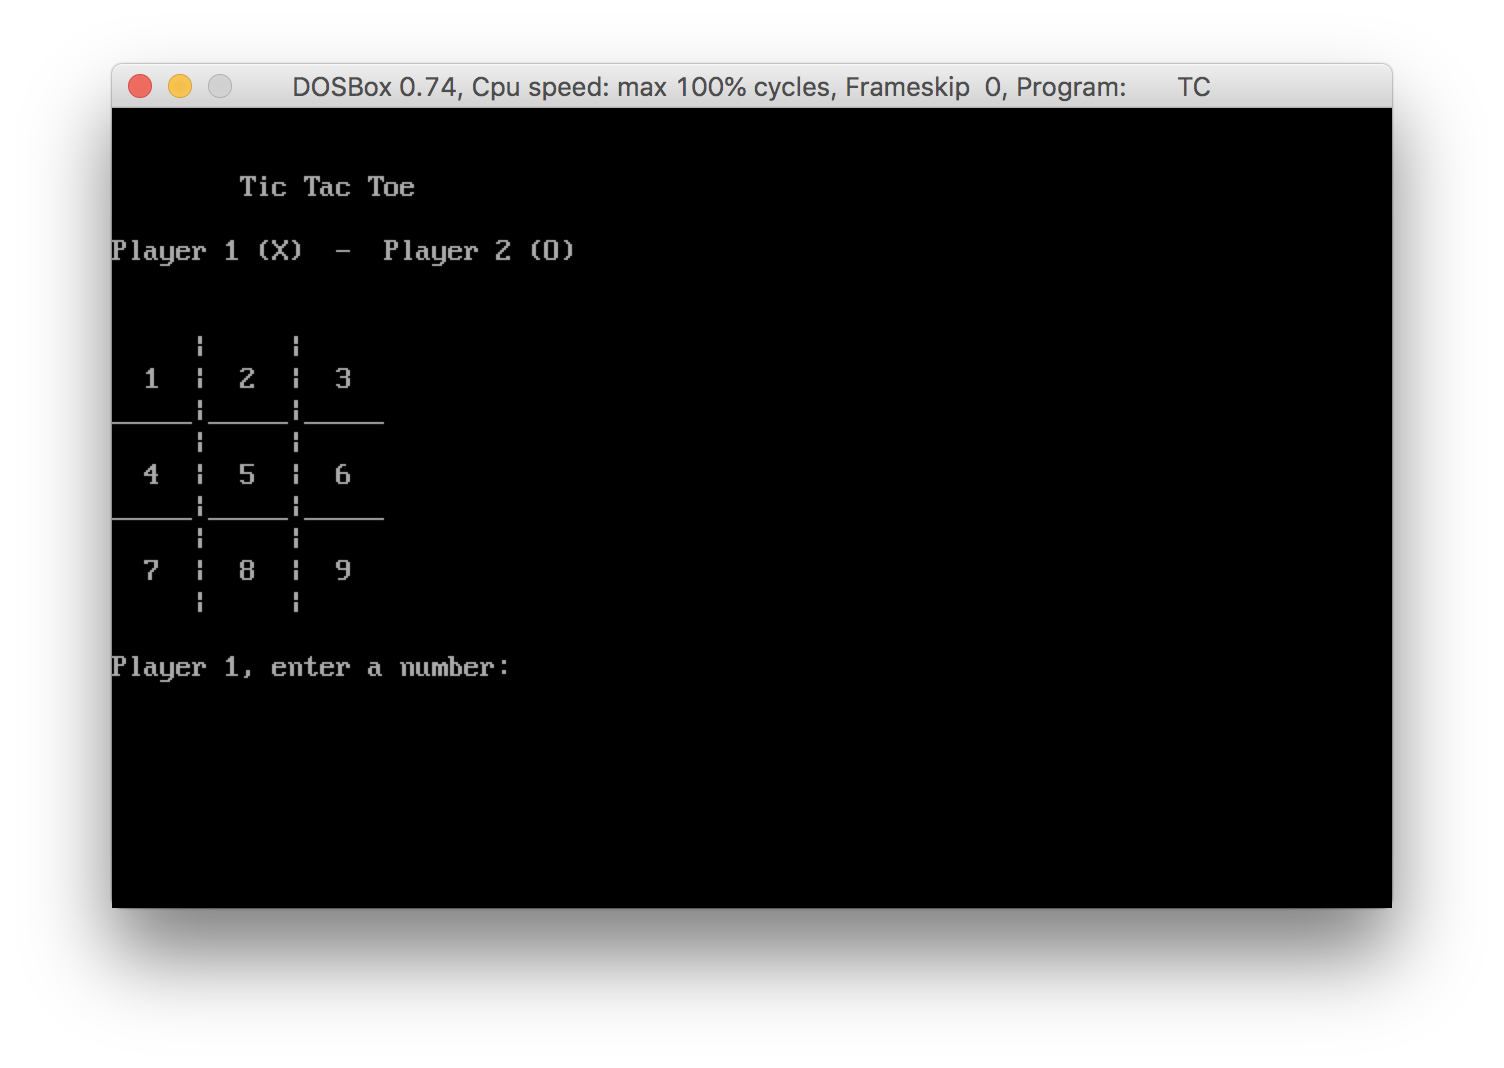 DOSBox 0.74, Cpu speed: max 100% cycles, Frameskip 0, Program: TC
Tic Tac Toe
Player 1 (X) - Player 2 (O)
1 ¦ 2 ¦ 3
4 ¦ 5 ¦ 6
7 ¦ 8 ¦ 9
Player 1, enter a number: